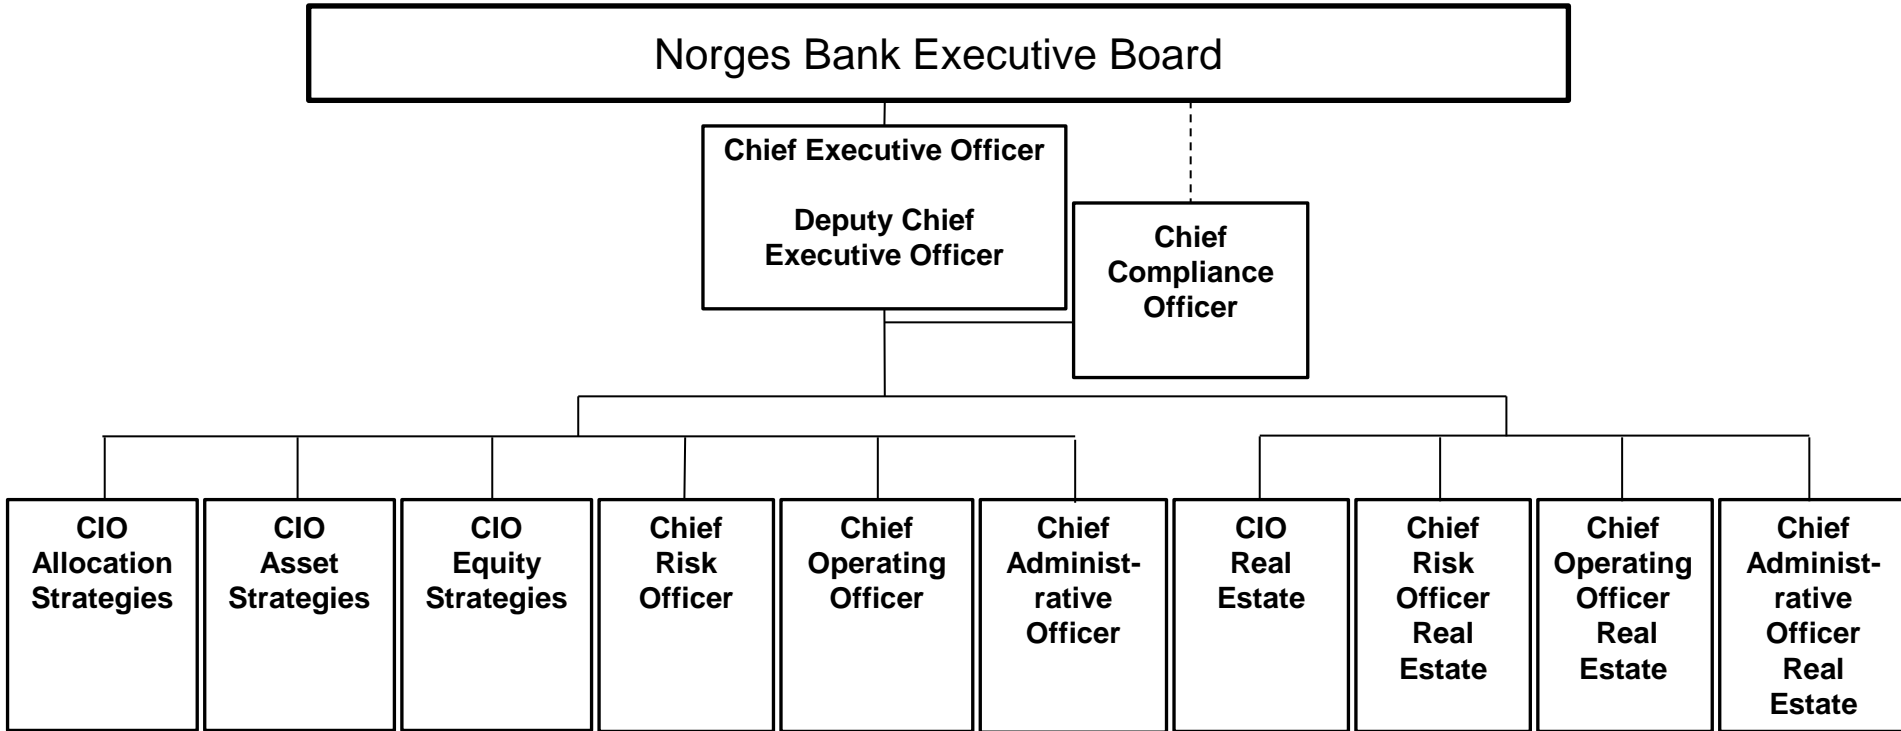 Norges Bank Executive Board
Chief Executive Officer
Deputy Chief
Executive Officer
Chief
Compliance
Officer
CIO
Allocation
Strategies
CIO
Asset
Strategies
CIO
Equity
Strategies
Chief
Risk
Officer
Chief
Operating
Officer
Chief
Administ-
rative
Officer
CIO
Real
Estate
Chief
Risk
Officer
Real
Estate
Chief
Operating
Officer
Real
Estate
Chief
Administ-
rative
Officer
Real
Estate